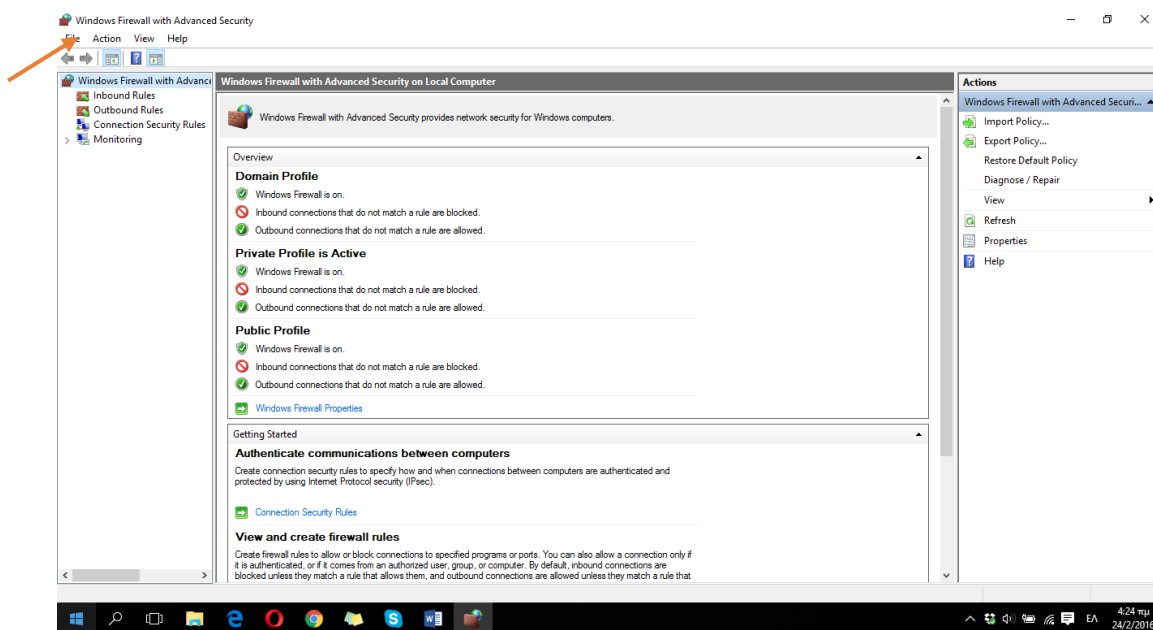 Windows Firewall with Advanced Security
File Action View Help
Windows Firewall with Advance
Inbound Rules
Outbound Rules
Connection Security Rules
Monitoring
Windows Firewall with Advanced Security on Local Computer
Windows Firewall with Advanced Security provides network security for Windows computers.
Overview
Domain Profile
Windows Firewall is on.
Inbound connections that do not match a rule are blocked.
Outbound connections that do not match a rule are allowed.
Private Profile is Active
Windows Firewall is on.
Inbound connections that do not match a rule are blocked.
Outbound connections that do not match a rule are allowed.
Public Profile
Windows Firewall is on.
Inbound connections that do not match a rule are blocked.
Outbound connections that do not match a rule are allowed.
Windows Firewall Properties
Getting Started
Authenticate communications between computers
Create connection security rules to specify how and when connections between computers are authenticated and
protected by using Internet Protocol security (IPsec).
Connection Security Rules
View and create firewall rules
Create firewall rules to allow or block connections to specified programs or ports. You can also allow a connection only if
it is authenticated, or if it comes from an authorized user, group, or computer. By default, inbound connections are
blocked unless they match a rule that allows them, and outbound connections are allowed unless they match a rule that
Actions
Windows Firewall with Advanced Securi...
Import Policy...
Export Policy...
Restore Default Policy
Diagnose / Repair
View
Refresh
Properties
Help
ΕΛ
4:24 πμ
24/2/2016